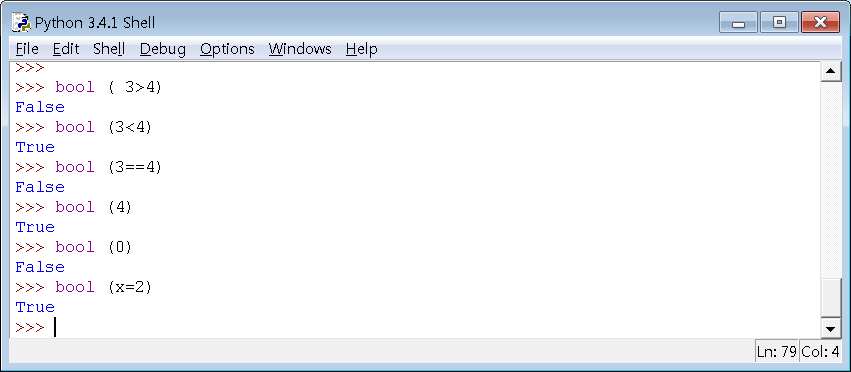 Python 3.4.1 Shell
File Edit Shell Debug Options Windows Help
>>>
>>> bool ( 3>4)
False
>>> bool (3<4)
True
>>> bool (3==4)
False
>>> bool (4)
True
>>> bool (0)
False
>>> bool (x=2)
True
>>>
Ln: 79 Col: 4